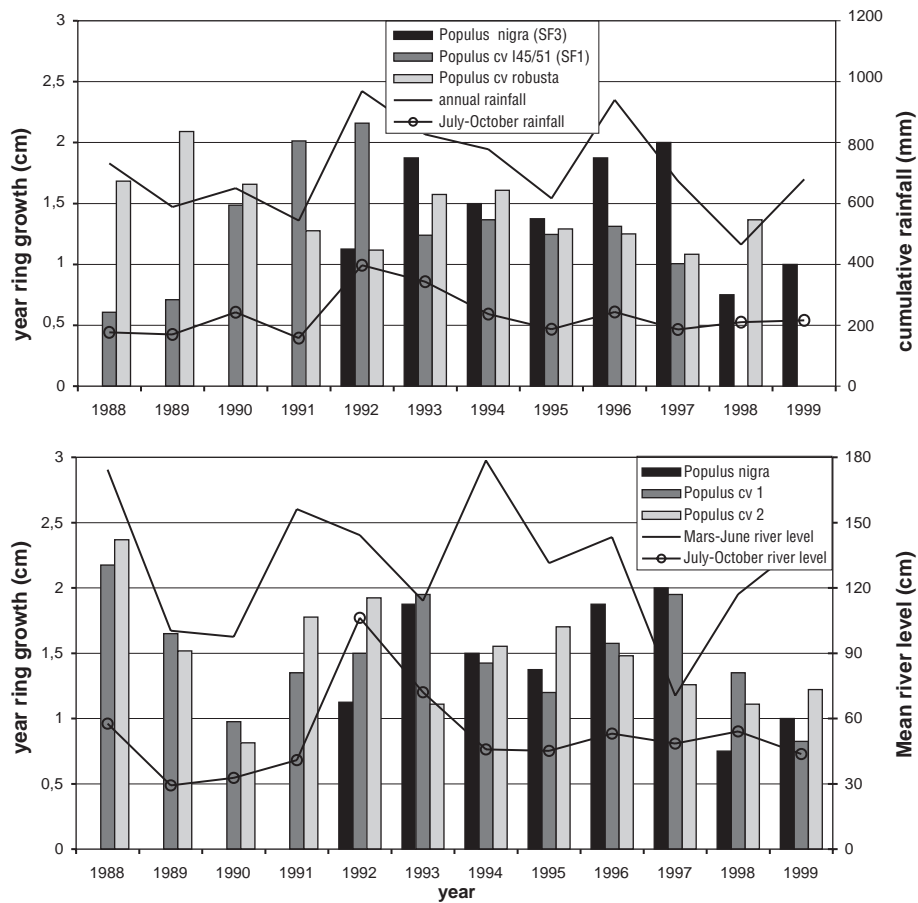 year ring growth (cm)
3
2,5
2
1,5
1
0,5
0
Populus nigra (SF3)
Populus cv I45/51 (SF1)
Populus cv robusta
annual rainfall
July-October rainfall
1200
1000
800
600
400
200
0
cumulative rainfall (mm)
1988 1989 1990 1991 1992 1993 1994 1995 1996 1997 1998 1999
year ring growth (cm)
3
2,5
2
1,5
1
0,5
0
Populus nigra
Populus cv 1
Populus cv 2
Mars-June river level
July-October river level
180
150
120
90
60
30
0
Mean river level (cm)
1988 1989 1990 1991 1992 1993 1994 1995 1996 1997 1998 1999
year